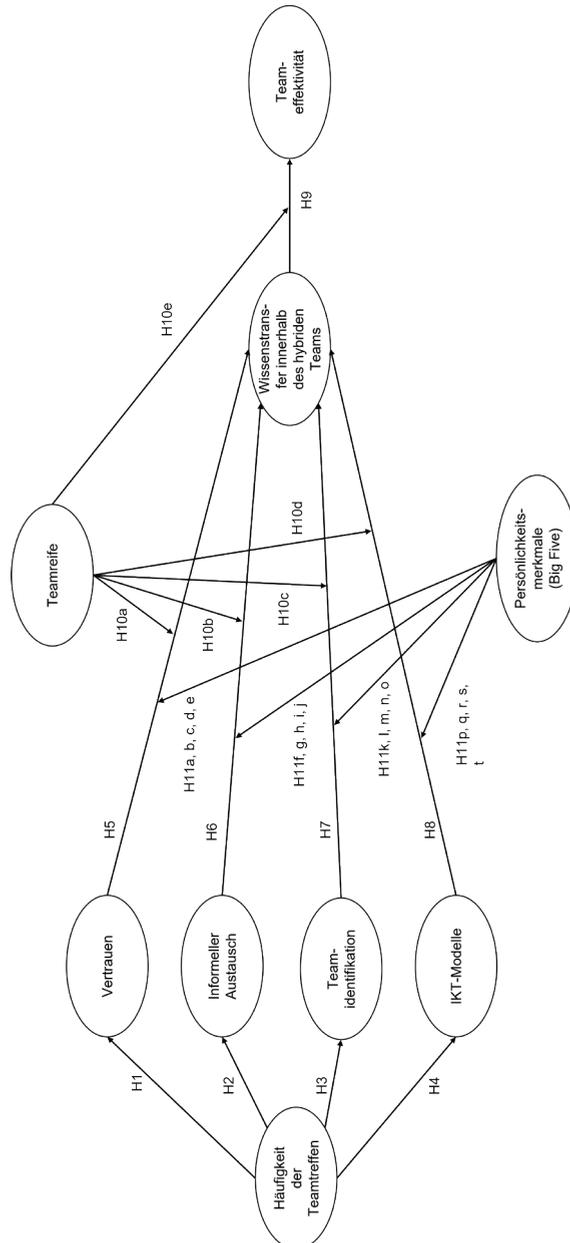 Häufigkeit
der
Teamtreffen
H1
H2
H3
H4
Vertrauen
Informeller
Austausch
Team-
identifikation
IKT-Modelle
H5
H6
H7
H8
H11a, b, c, d, e
H11f, g, h, i, j
H11k, l, m, n, o
H11p, q, r, s,
t
Teamreife
H10a
H10b
H10c
H10d
H10e
Persönlichkeits-
merkmale
(Big Five)
Wissenstrans-
fer innerhalb
des hybriden
Teams
H9
Team-
effektivität